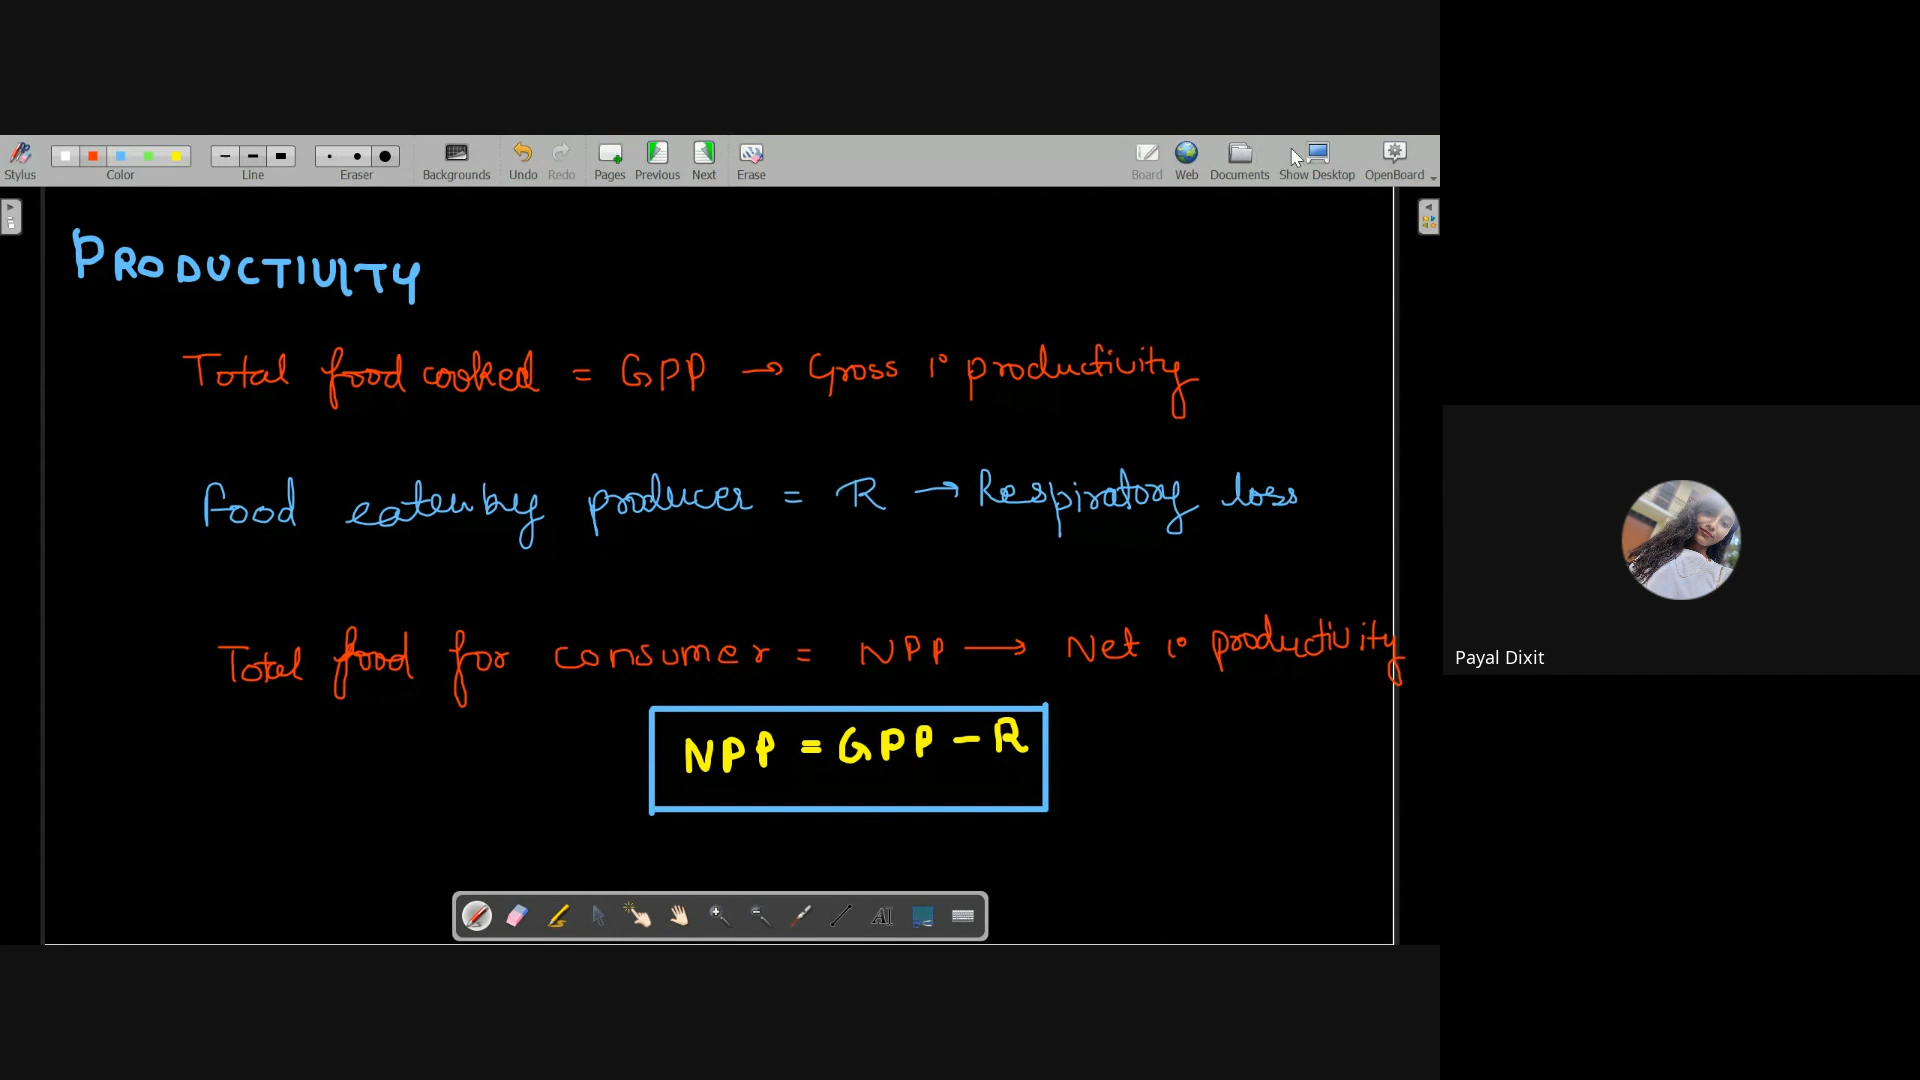 Stylus Color Line Eraser Backgrounds Undo Redo Pages Previous Next Erase Board Web Documents Show Desktop OpenBoard
PRODUCTIVITY
Total food cooked = GPP → Gross 1° productivity
Food eaten by producer = R → Respiratory loss
Total food for consumer = NPP → Net 1° productivity
Payal Dixit
NPP = GPP - R
AI